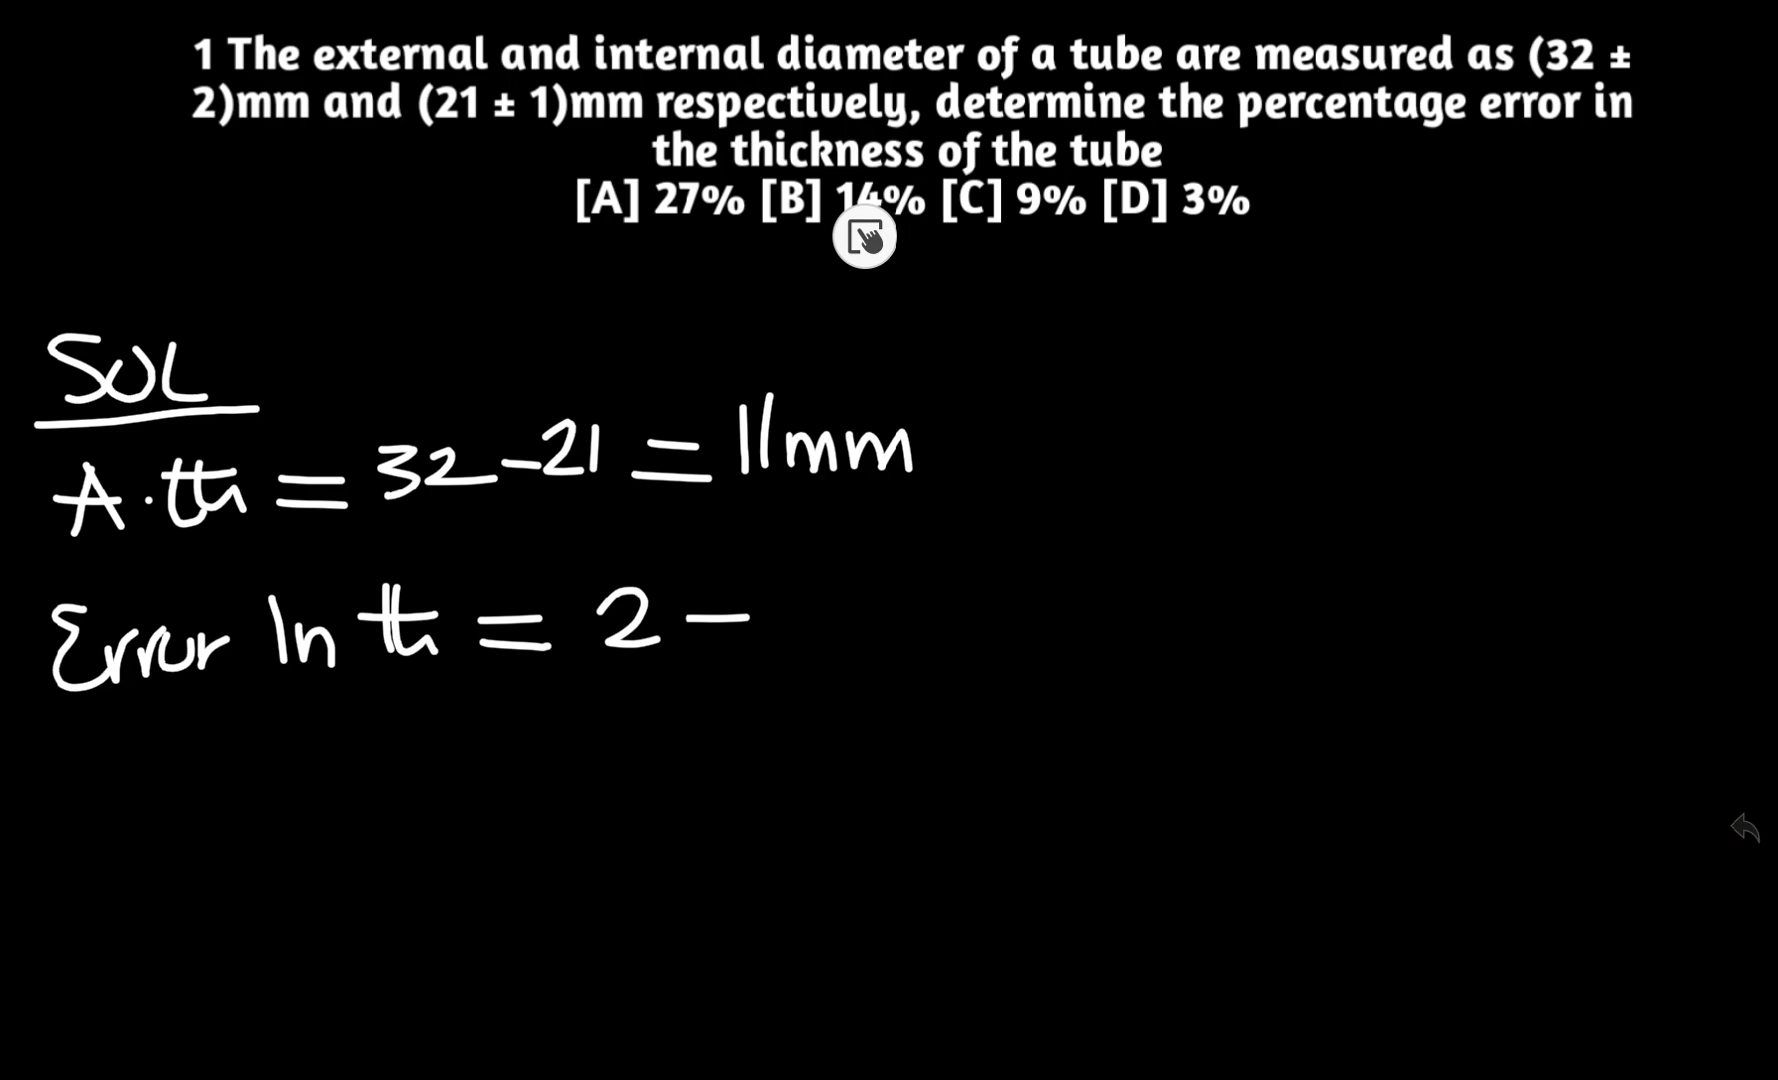 1 The external and internal diameter of a tube are measured as (32 ±
2)mm and (21 ± 1)mm respectively, determine the percentage error in
the thickness of the tube
[A] 27% [B] 14% [C] 9% [D] 3%
SOL
A.th = 32-21 = 11mm
Error In th = 2 -